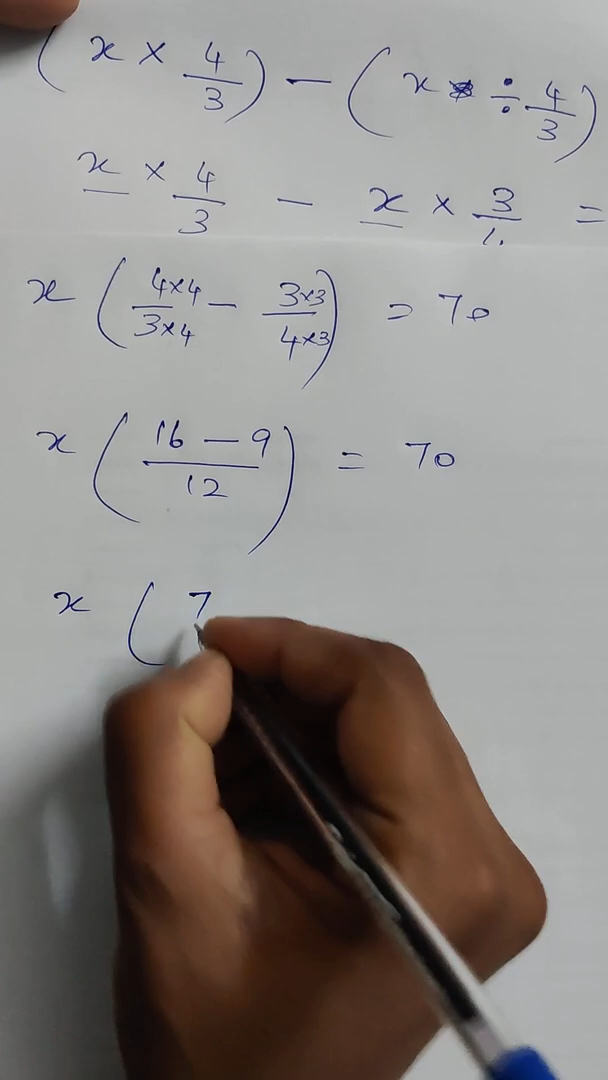 (x × 4/3) − (x ÷ 4/3)
x × 4/3 − x × 3/4 =
x (4×4/3×4 − 3×3/4×3) = 70
x (16 − 9/12) = 70
x (7